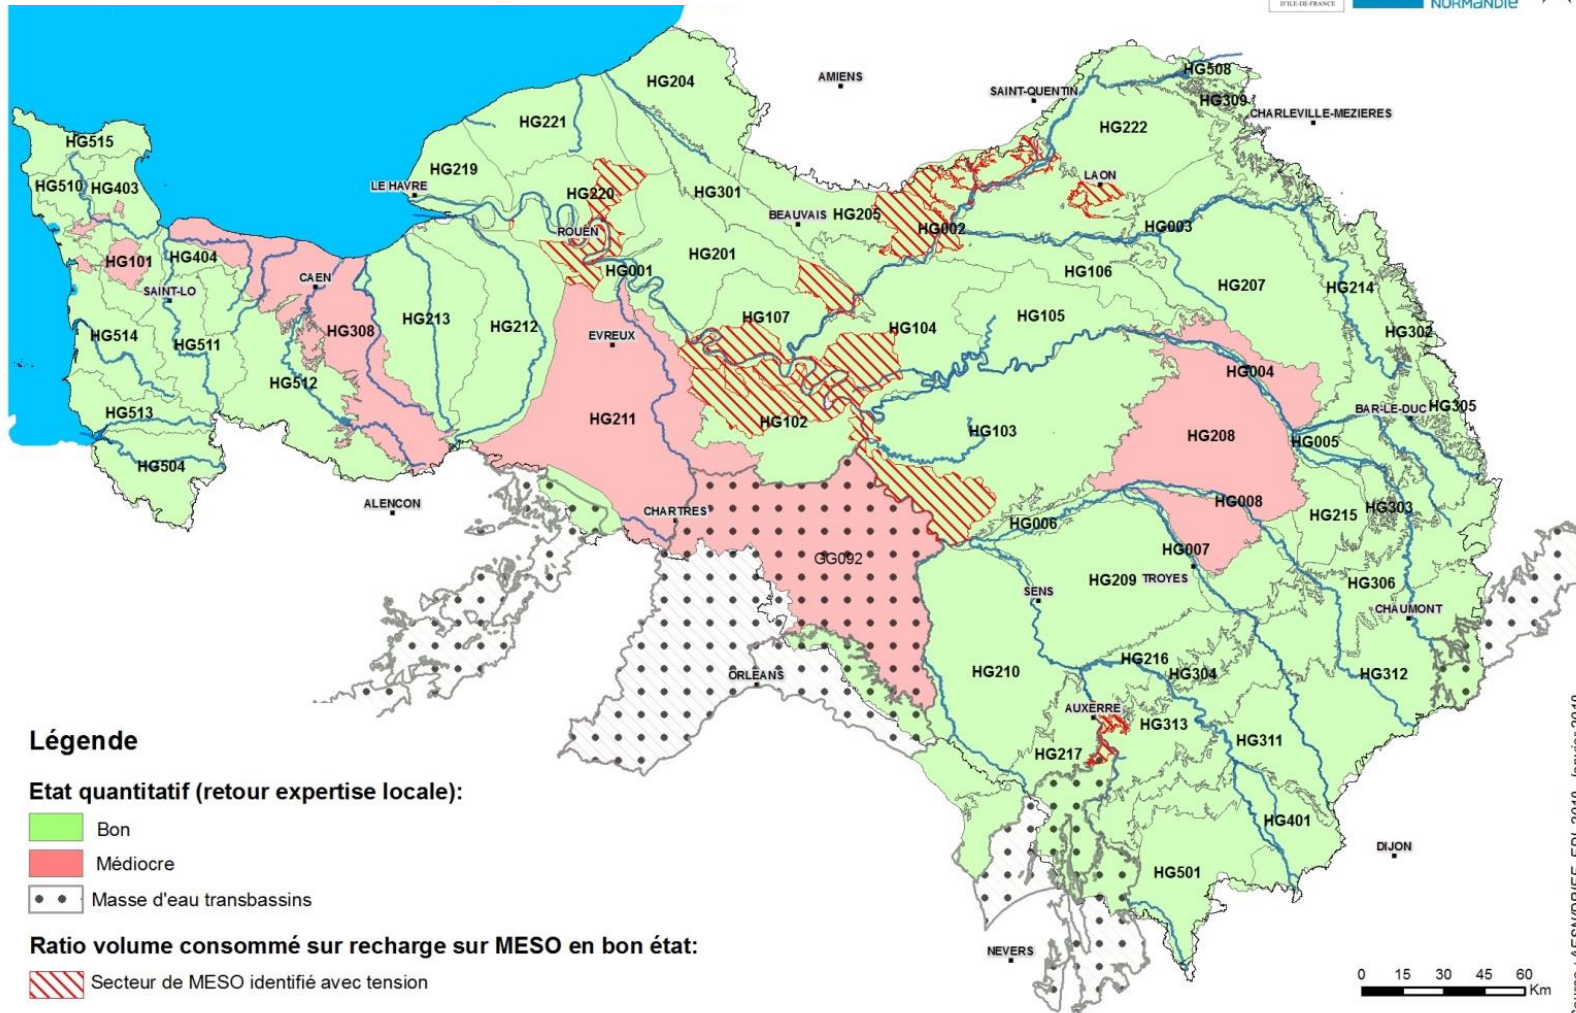 D'ILE-DE-FRANCE
NORMANDIE
HG204
AMIENS
HG508
SAINT-QUENTIN
HG309
CHARLEVILLE-MEZIERES
HG221
HG222
HG515
HG219
HG510
HG403
LE HAVRE
HG220
HG301
LAON
BEAUVAIS
HG205
HG002
HG003
ROUEN
HG404
HG101
HG001
HG201
HG106
CAEN
SAINT-LO
HG207
HG214
HG308
HG213
HG212
HG107
HG104
HG105
HG514
HG511
EVREUX
HG302
HG512
HG004
HG513
HG211
HG102
HG103
HG208
BAR-LE-DUC
HG305
HG005
HG504
ALENCON
CHARTRES
HG006
HG008
HG215
HG303
GG092
HG007
HG209
TROYES
HG306
SENS
CHAUMONT
HG210
HG216
HG304
HG312
ORLEANS
AUXERRE
HG313
HG217
HG311
HG401
DIJON
HG501
NEVERS
Légende
Etat quantitatif (retour expertise locale):
Bon
Médiocre
Masse d'eau transbassins
Ratio volume consommé sur recharge sur MESO en bon état:
Secteur de MESO identifié avec tension
0 15 30 45 60
Km